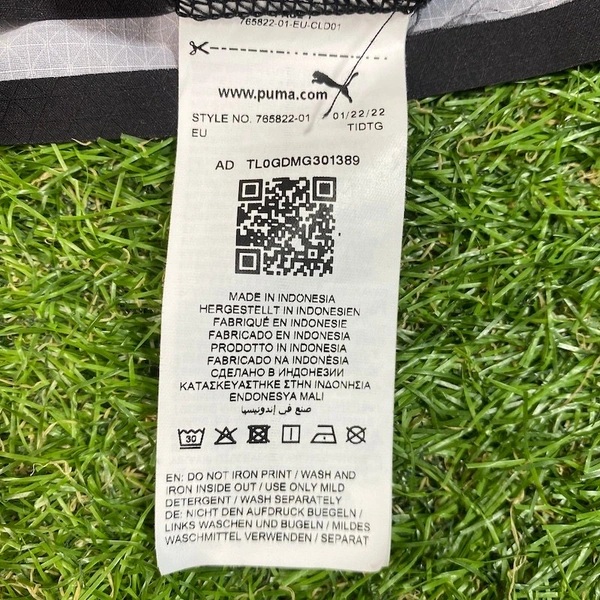 765822-01-EU-CLD01
www.puma.com
STYLE NO. 765822-01 01/22/22
EU TIDTG
AD TL0GDMG301389
MADE IN INDONESIA
HERGESTELLT IN INDONESIEN
FABRIQUÉ EN INDONESIE
FABRICADO EN INDONESIA
PRODOTTO IN INDONESIA
FABRICADO NA INDONÉSIA
СДЕЛАНО В ИНДОНЕЗИИ
ΚΑΤΑΣΚΕΥΑΣΤΗΚΕ ΣΤΗΝ ΙΝΔΟΝΗΣΙΑ
ENDONESYA MALI
صنع في إندونيسيا
30
EN: DO NOT IRON PRINT / WASH AND
IRON INSIDE OUT / USE ONLY MILD
DETERGENT / WASH SEPARATELY
DE: NICHT DEN AUFDRUCK BUEGELN /
LINKS WASCHEN UND BUGELN / MILDES
WASCHMITTEL VERWENDEN / SEPARAT